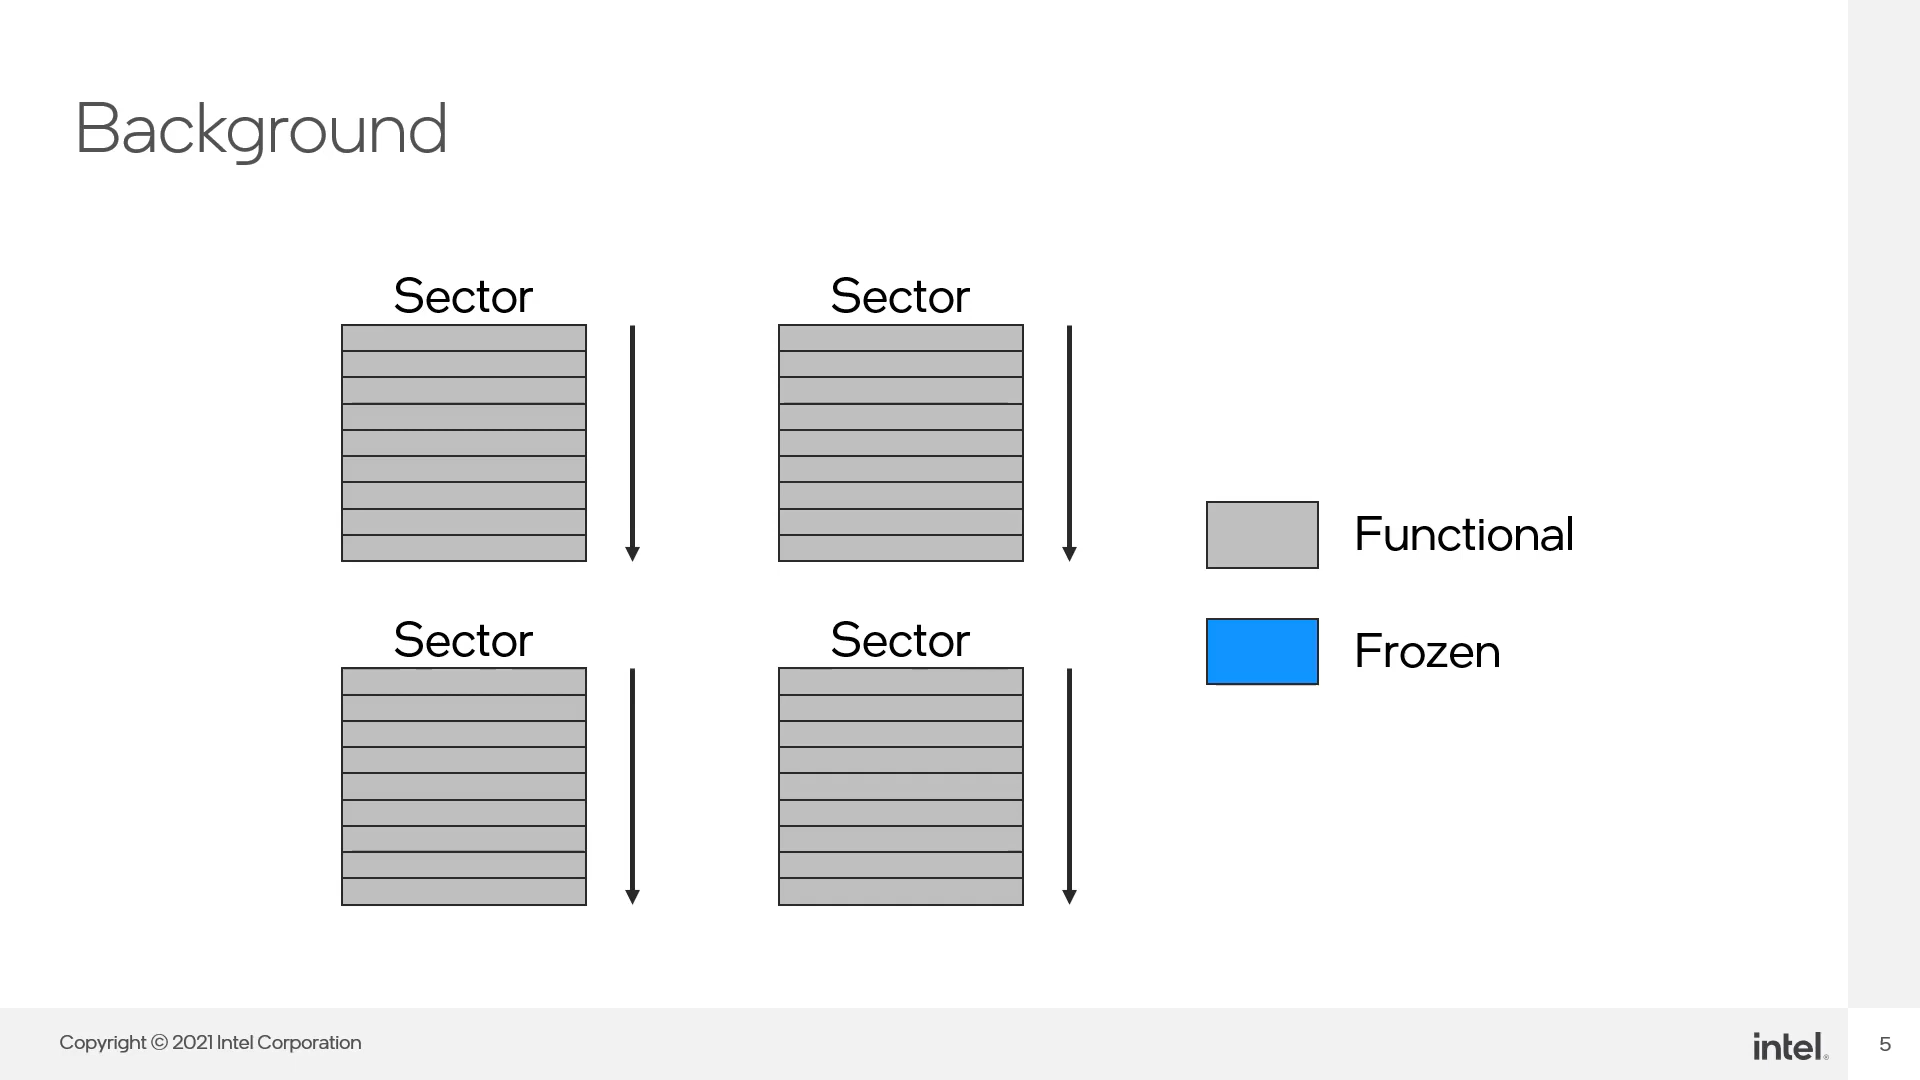 Background
Sector
Sector
Sector
Sector
Functional
Frozen
Copyright © 2021 Intel Corporation
intel®
5